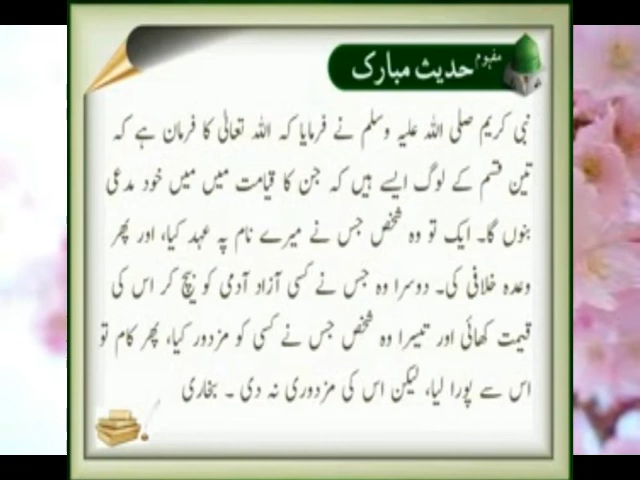 مفہوم حدیث مبارک
نبی کریم صلی اللہ علیہ وسلم نے فرمایا کہ اللہ تعالیٰ کا فرمان ہے کہ
تین قسم کے لوگ ایسے ہیں کہ جن کا قیامت میں میں خود مدعی
بنوں گا۔ ایک تو وہ شخص جس نے میرے نام پہ عہد کیا، اور پھر
وعدہ خلافی کی۔ دوسرا وہ جس نے کسی آزاد آدمی کو بیچ کر اس کی
قیمت کھائی اور تیسرا وہ شخص جس نے کسی کو مزدور کیا، پھر کام تو
اس سے پورا لیا، لیکن اس کی مزدوری نہ دی ۔ بخاری